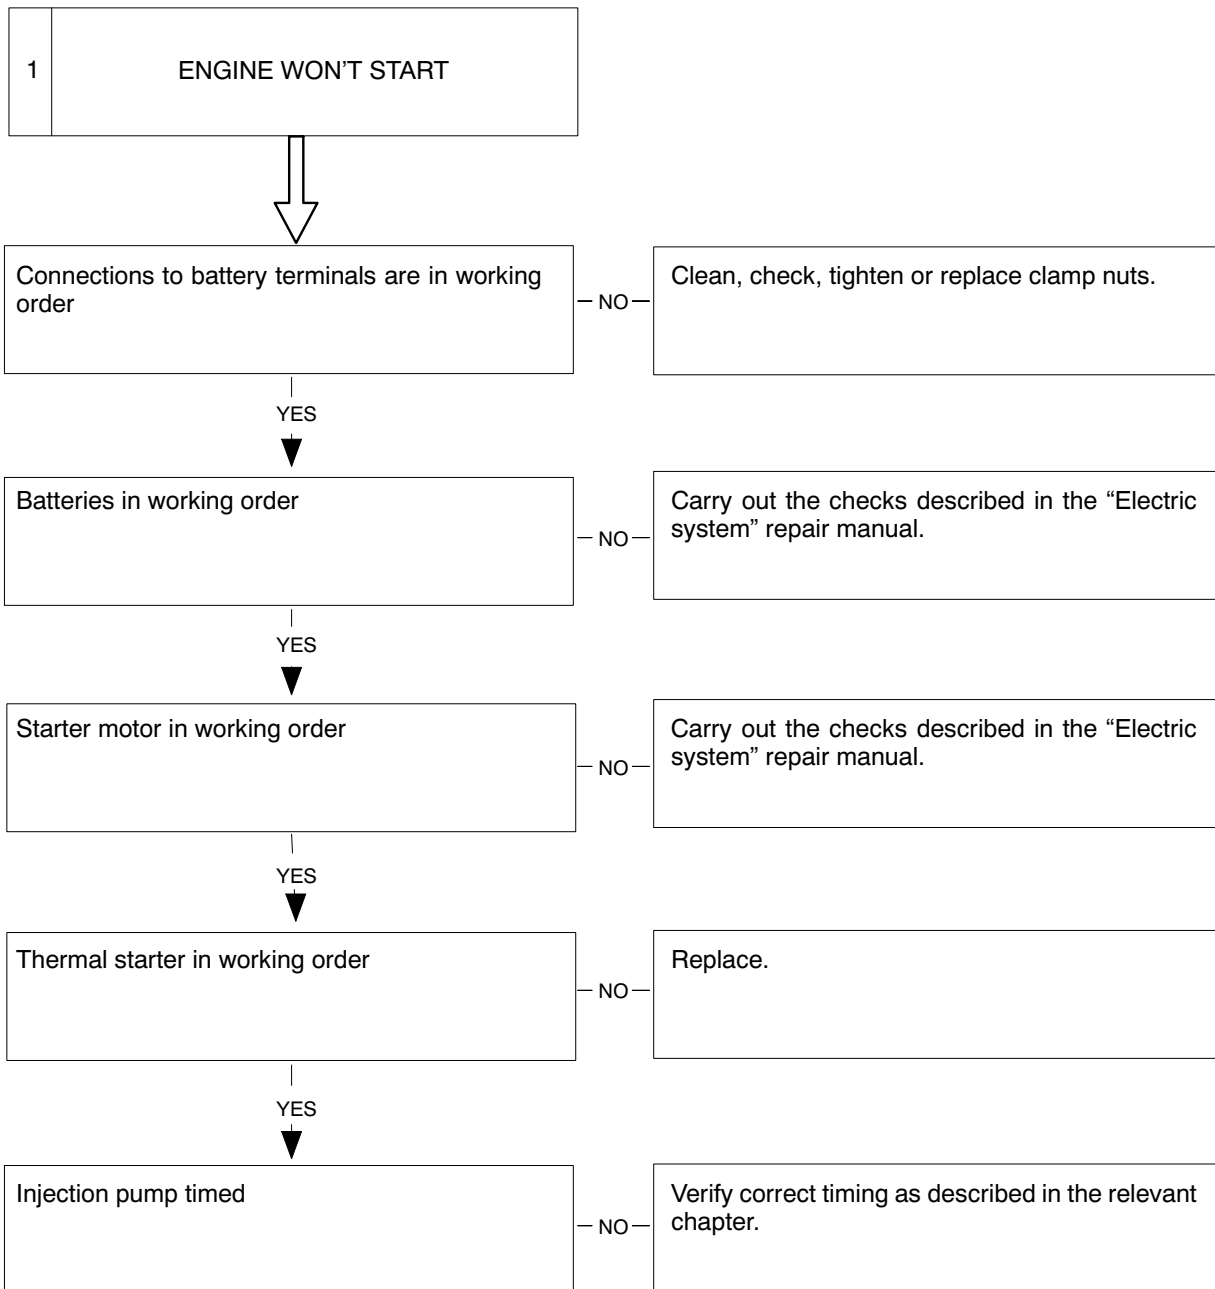 1
ENGINE WON'T START
Connections to battery terminals are in working
order
NO
Clean, check, tighten or replace clamp nuts.
YES
Batteries in working order
NO
Carry out the checks described in the “Electric
system” repair manual.
YES
Starter motor in working order
NO
Carry out the checks described in the “Electric
system” repair manual.
YES
Thermal starter in working order
NO
Replace.
YES
Injection pump timed
NO
Verify correct timing as described in the relevant
chapter.